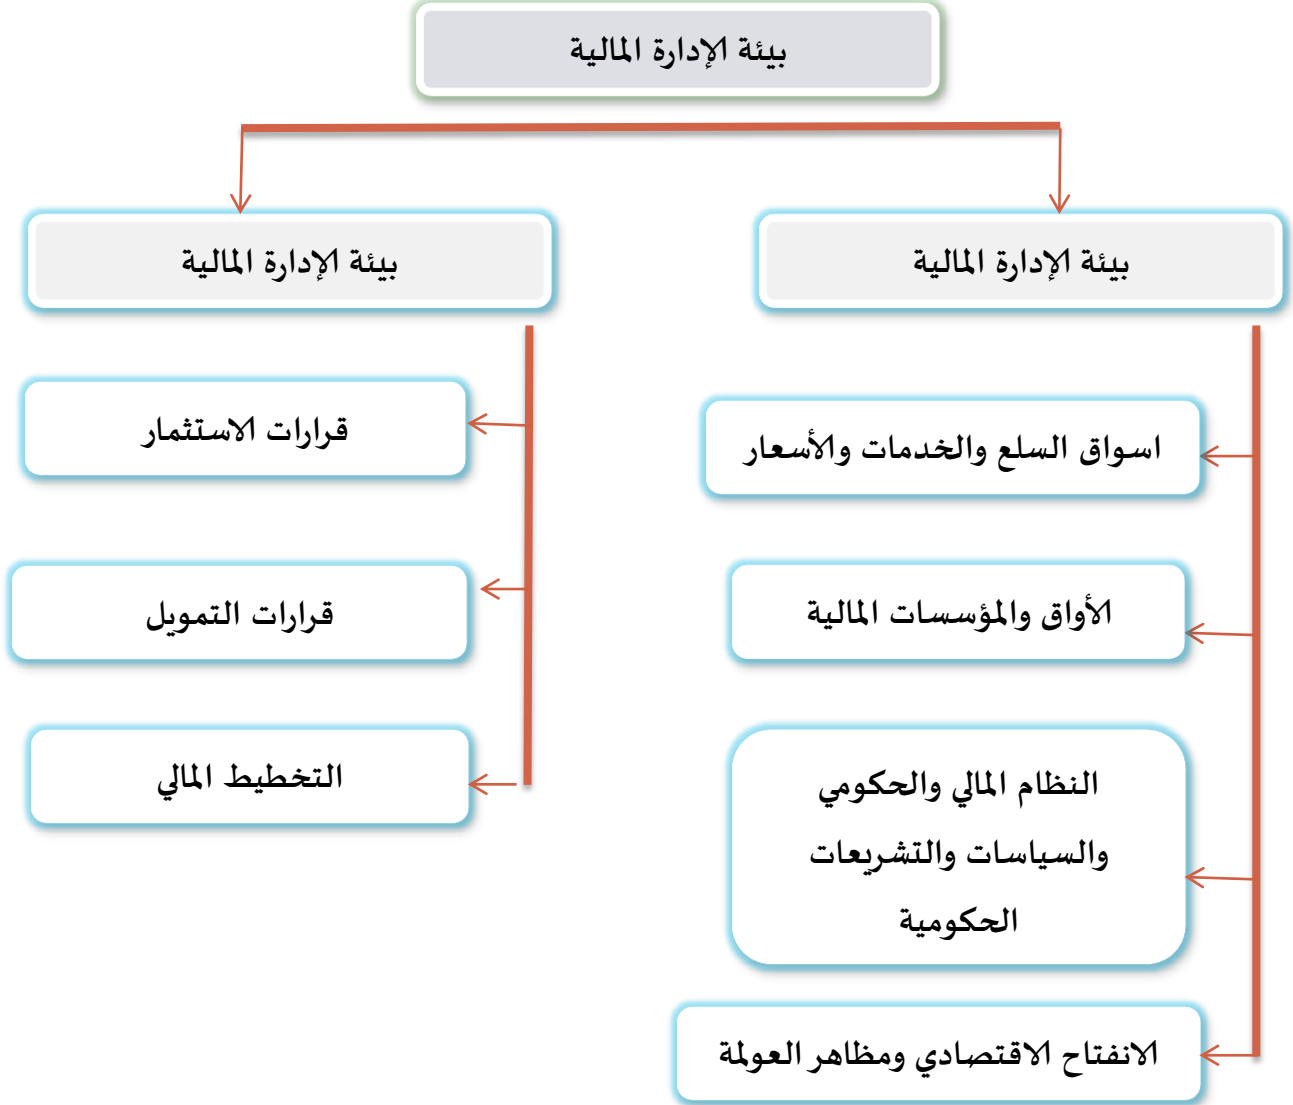 بيئة الإدارة المالية
بيئة الإدارة المالية
اسواق السلع والخدمات والأسعار
الأواق والمؤسسات المالية
النظام المالي والحكومي
والسياسات والتشريعات
الحكومية
الانفتاح الاقتصادي ومظاهر العولمة
بيئة الإدارة المالية
قرارات الاستثمار
قرارات التمويل
التخطيط المالي